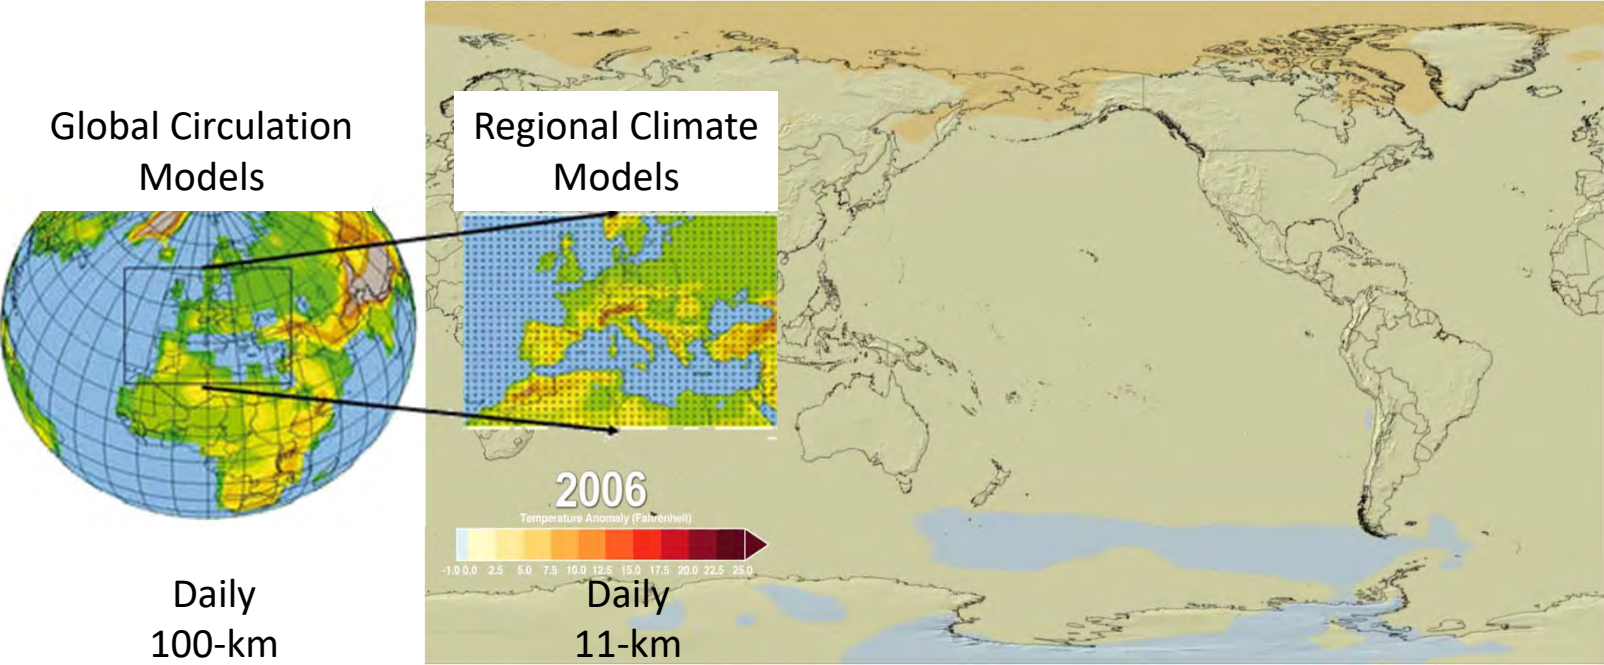 Global Circulation
Models
Regional Climate
Models
2006
Temperature Anomaly (Fahrenheit)
-1.0 0.0 2.5 5.0 7.5 10.0 12.5 15.0 17.5 20.0 22.5 25.0
Daily
100-km
Daily
11-km